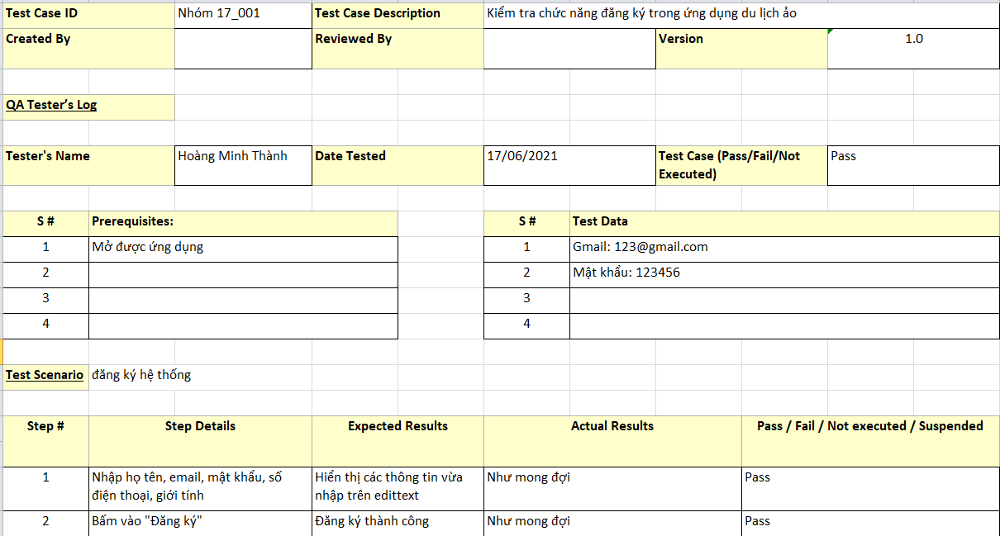 Test Case ID Nhóm 17_001 Test Case Description Kiểm tra chức năng đăng ký trong ứng dụng du lịch ảo
Created By Reviewed By Version 1.0
QA Tester’s Log
Tester's Name Hoàng Minh Thành Date Tested 17/06/2021 Test Case (Pass/Fail/Not Pass
Executed)
S # Prerequisites: S # Test Data
1 Mở được ứng dụng 1 Gmail: 123@gmail.com
2 2 Mật khẩu: 123456
3 3
4 4
Test Scenario đăng ký hệ thống
Step # Step Details Expected Results Actual Results Pass / Fail / Not executed / Suspended
1 Nhập họ tên, email, mật khẩu, số Hiển thị các thông tin vừa Như mong đợi Pass
điện thoại, giới tính nhập trên edittext
2 Bấm vào "Đăng ký" Đăng ký thành công Như mong đợi Pass